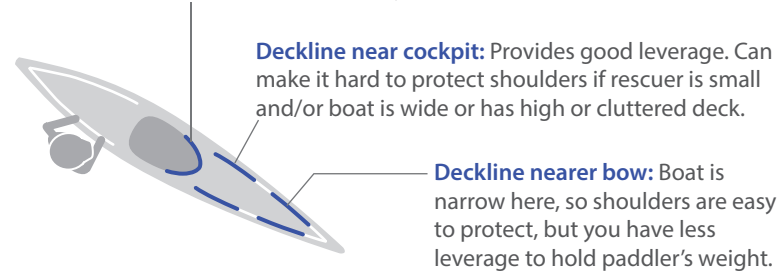 Deckline near cockpit: Provides good leverage. Can
make it hard to protect shoulders if rescuer is small
and/or boat is wide or has high or cluttered deck.
Deckline nearer bow: Boat is
narrow here, so shoulders are easy
to protect, but you have less
leverage to hold paddler's weight.